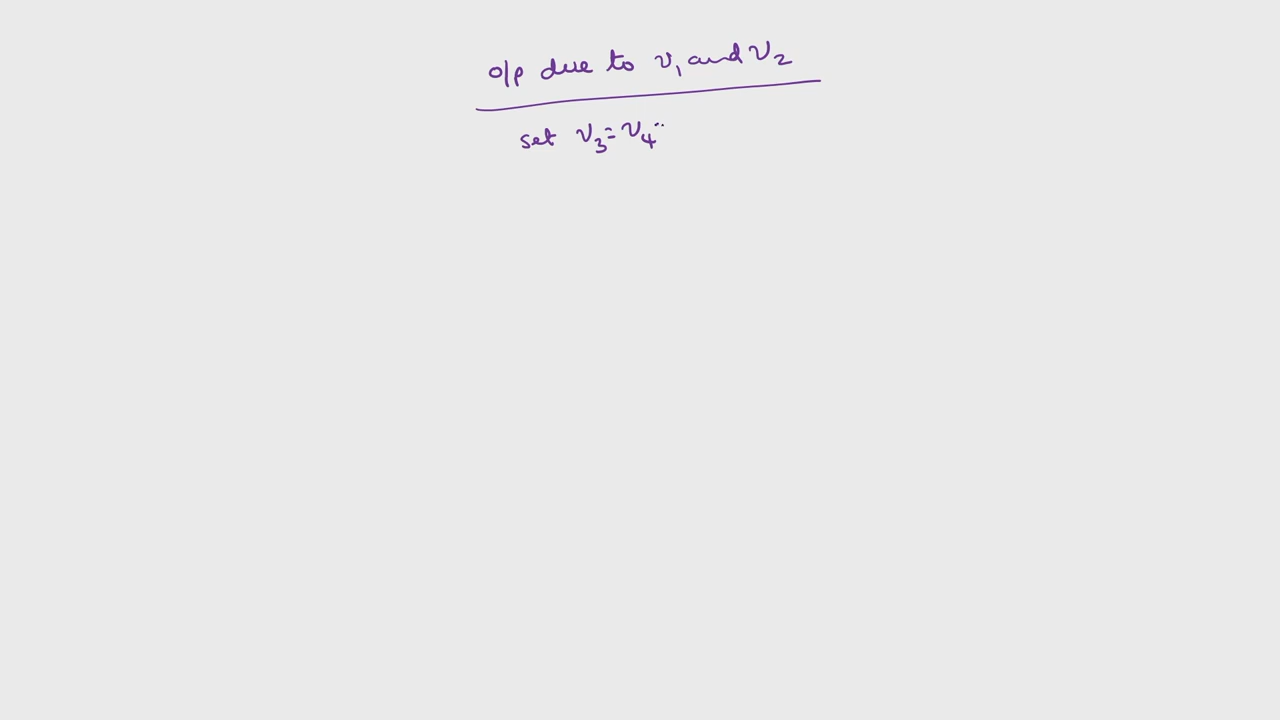 o/p due to v₁ and v₂
set v₃=v₄